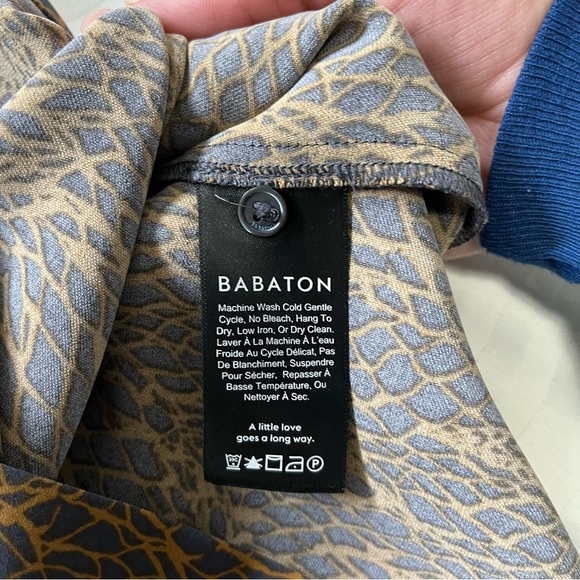 BABATON
Machine Wash Cold Gentle
Cycle, No Bleach, Hang To
Dry, Low Iron, Or Dry Clean.
Laver À La Machine À L'eau
Froide Au Cycle Délicat, Pas
De Blanchiment, Suspendre
Pour Sécher, Repasser À
Basse Température, Ou
Nettoyer À Sec.
A little love
goes a long way.